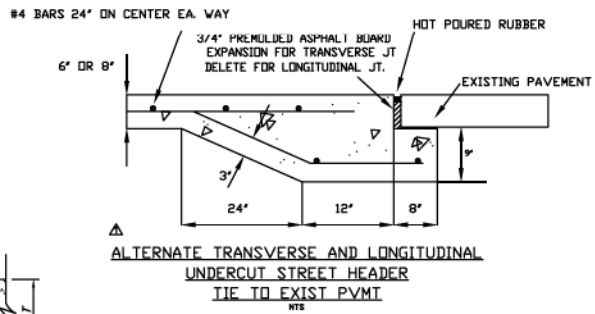 #4 BARS 24" ON CENTER EA. WAY
3/4" PREMOLDED ASPHALT BOARD
EXPANSION FOR TRANSVERSE JT
DELETE FOR LONGITUDINAL JT.
HOT POURED RUBBER
6" OR 8"
EXISTING PAVEMENT
9"
3"
24"
12"
8"
ALTERNATE TRANSVERSE AND LONGITUDINAL
UNDERCUT STREET HEADER
TIE TO EXIST PVMT
NTS
T